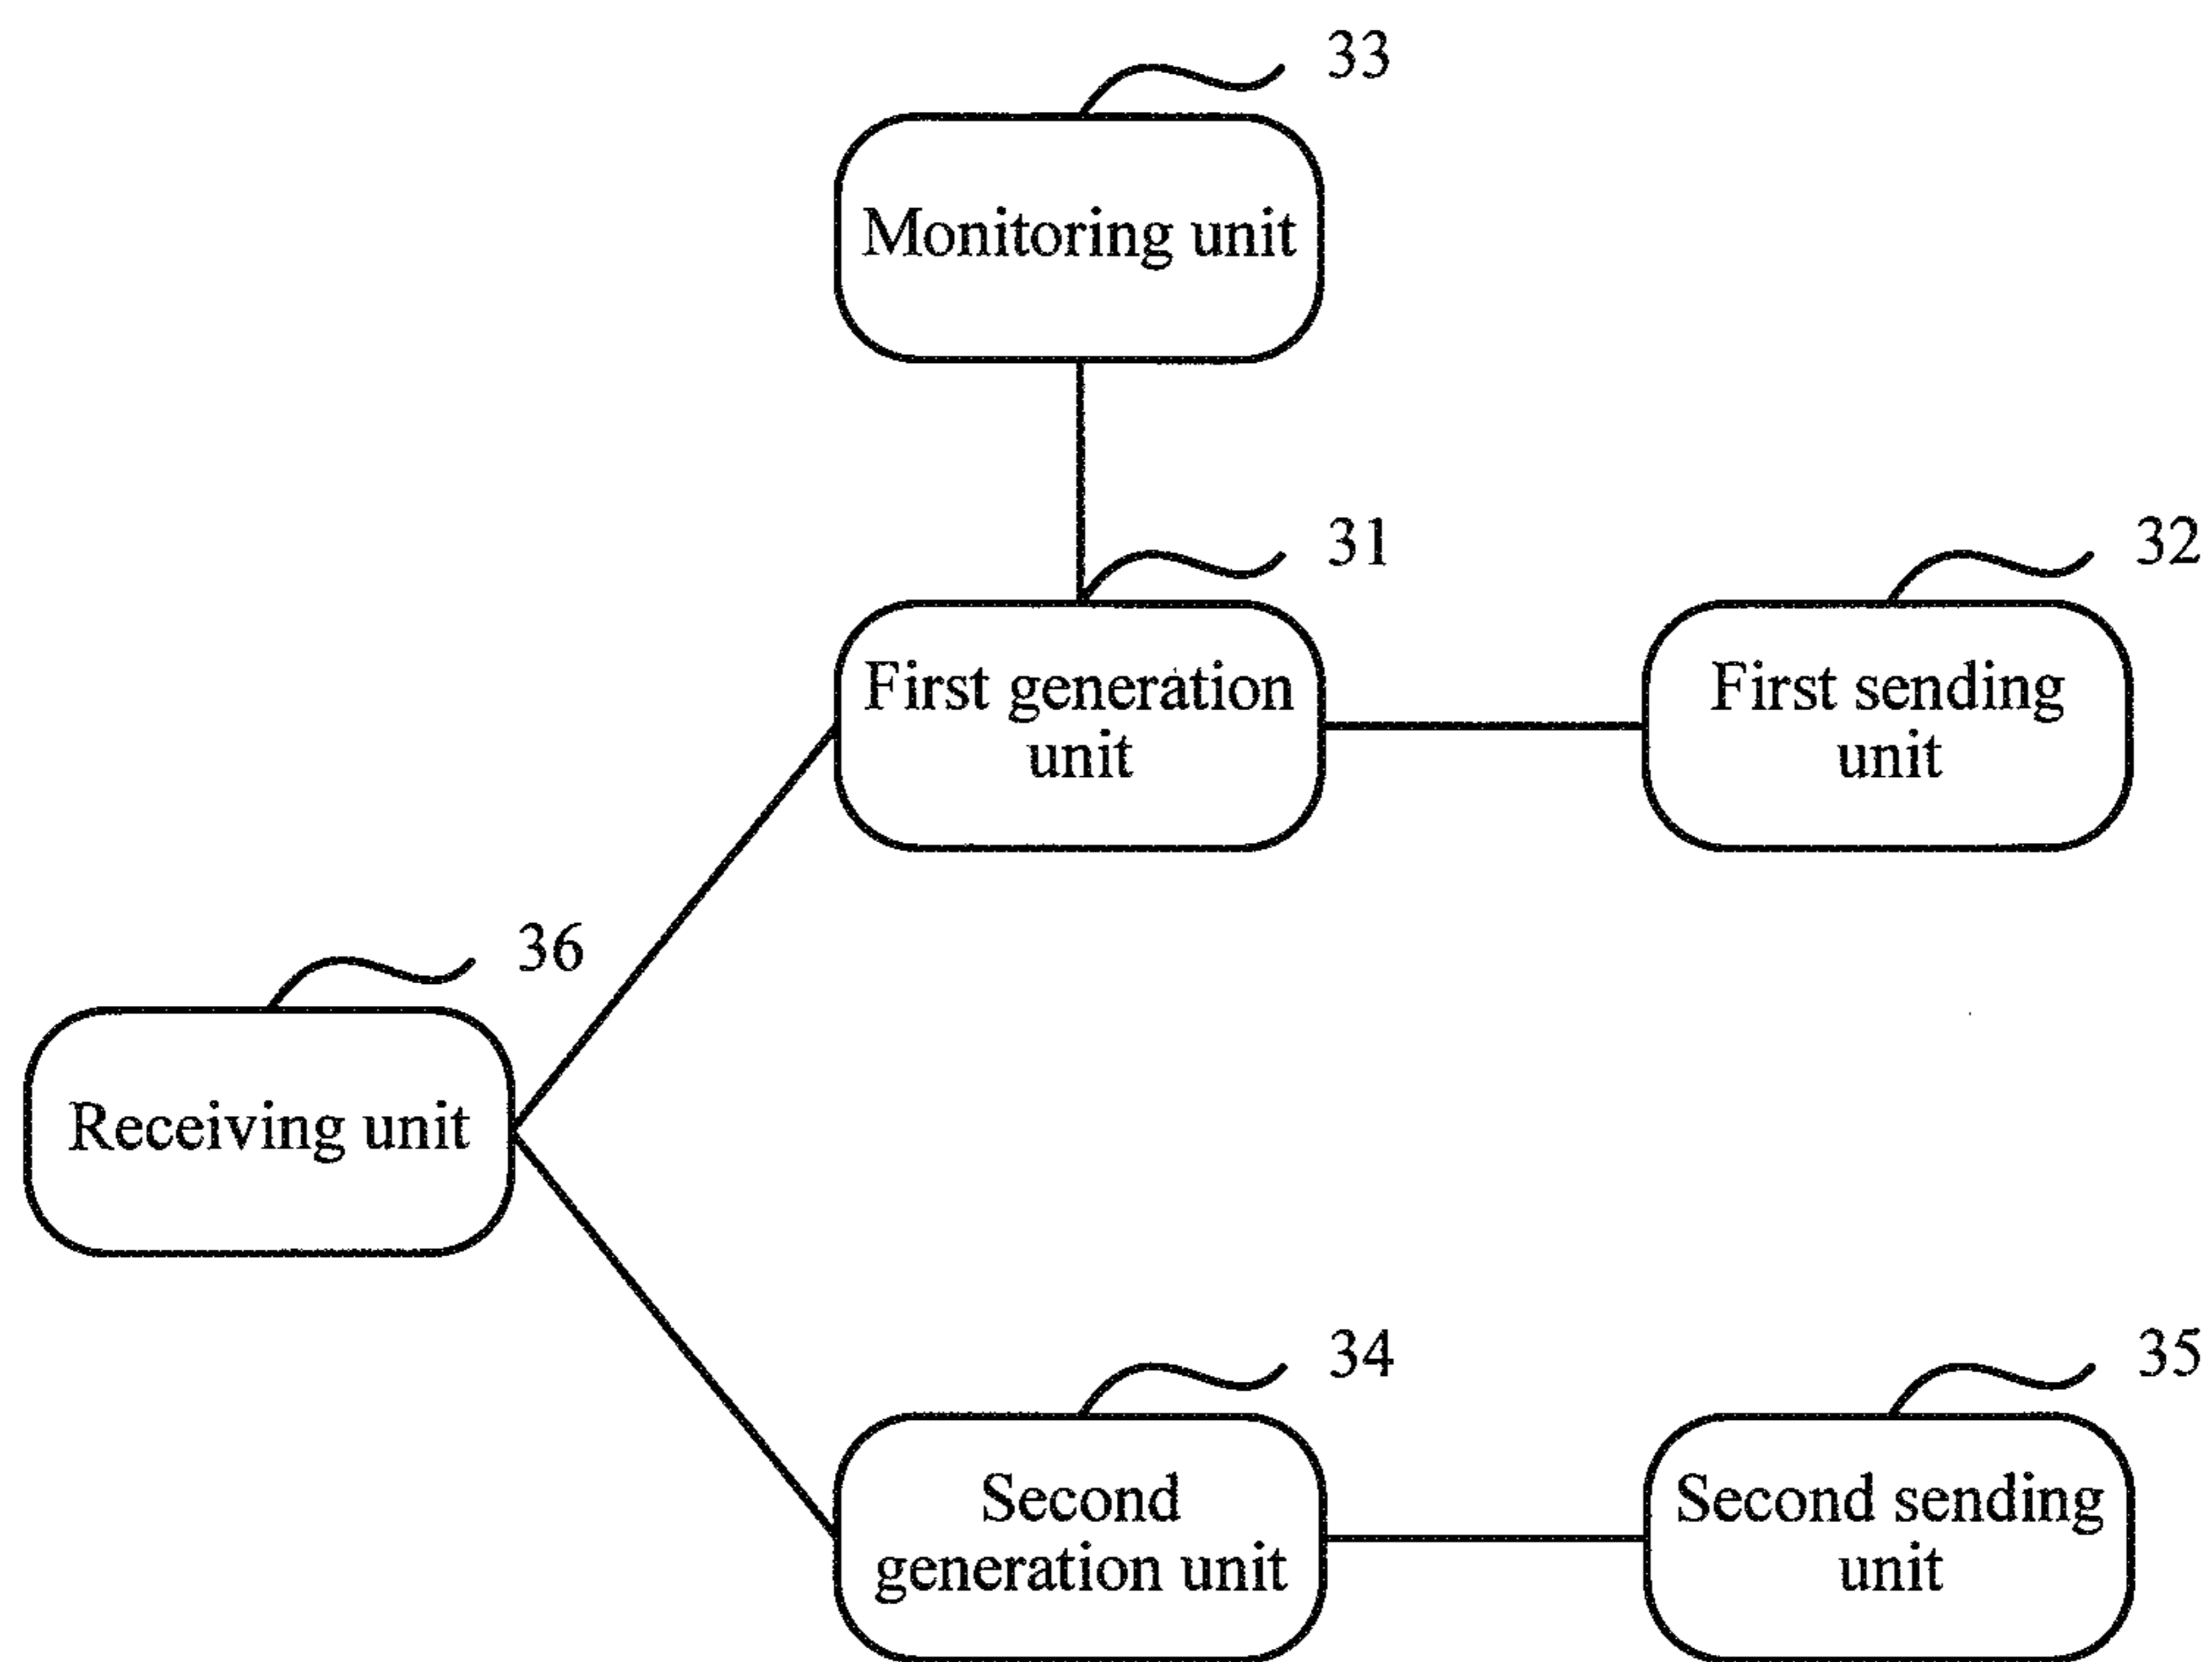 33
Monitoring unit
31
32
First generation
unit
First sending
unit
36
Receiving unit
34
35
Second
generation unit
Second sending
unit